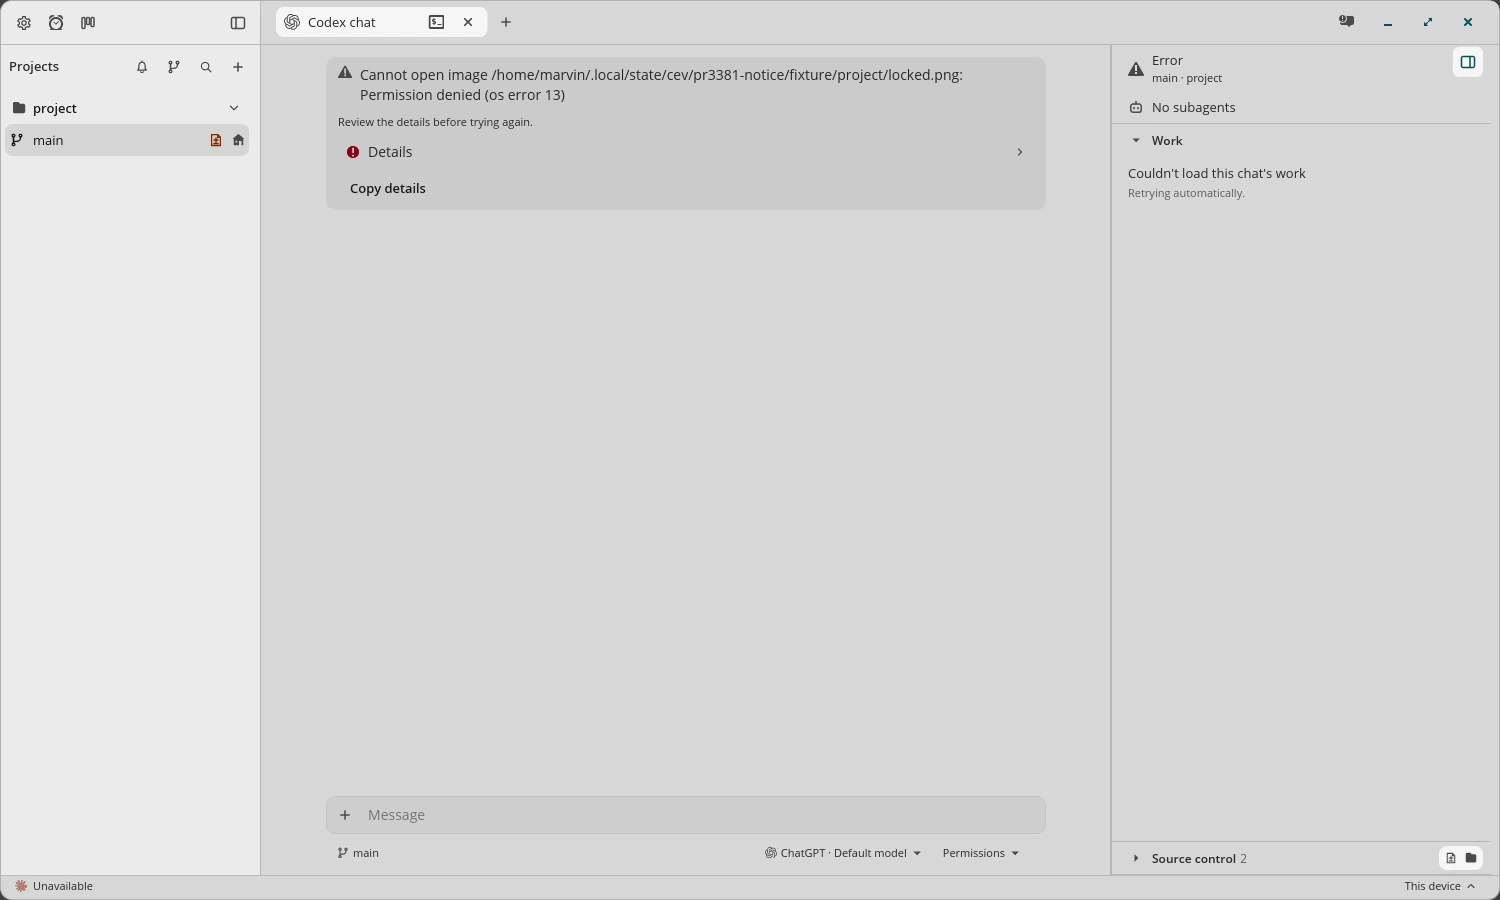 Codex chat
Projects
project
main
Cannot open image /home/marvin/.local/state/cev/pr3381-notice/fixture/project/locked.png:
Permission denied (os error 13)
Review the details before trying again.
Details
Copy details
Error
main · project
No subagents
Work
Couldn't load this chat's work
Retrying automatically.
Message
main
ChatGPT · Default model
Permissions
Source control 2
Unavailable
This device